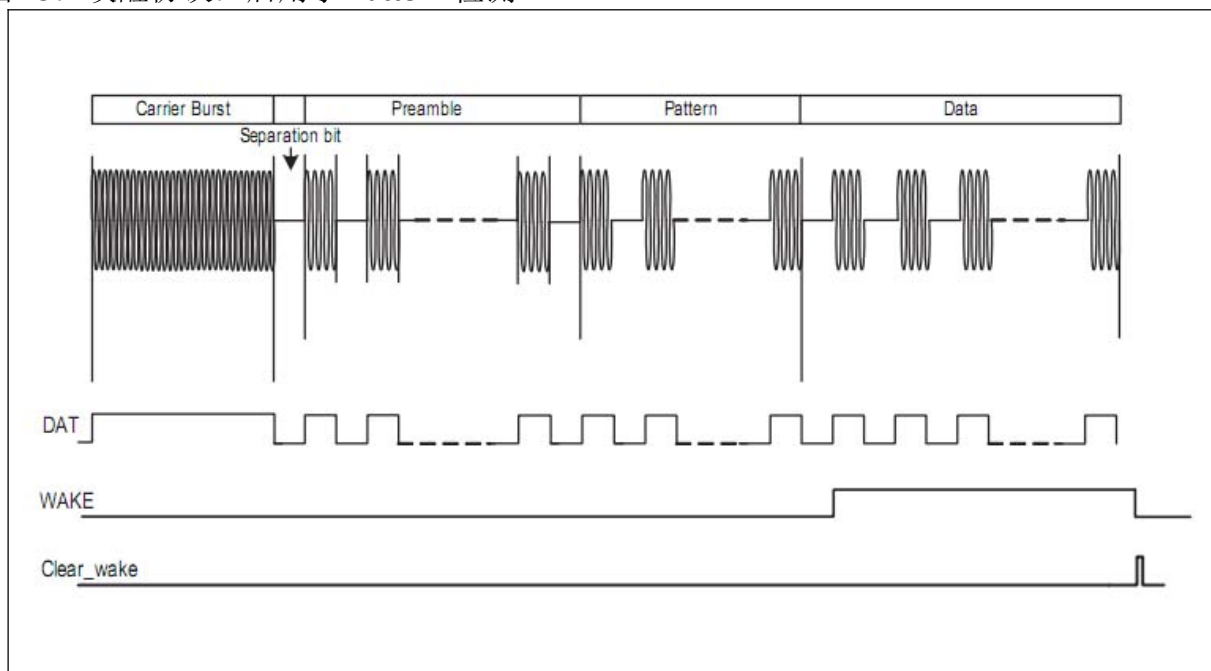 Carrier Burst
Preamble
Pattern
Data
Separation bit
DAT
WAKE
Clear_wake